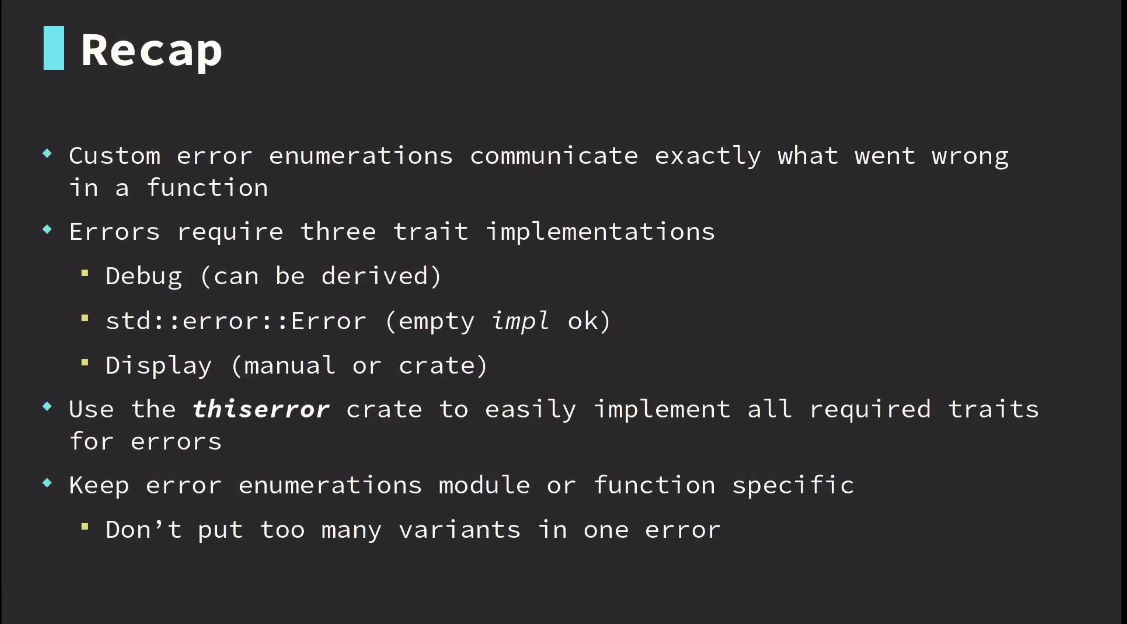 Recap
Custom error enumerations communicate exactly what went wrong
in a function
Errors require three trait implementations
Debug (can be derived)
std::error::Error (empty impl ok)
Display (manual or crate)
Use the thiserror crate to easily implement all required traits
for errors
Keep error enumerations module or function specific
Don’t put too many variants in one error